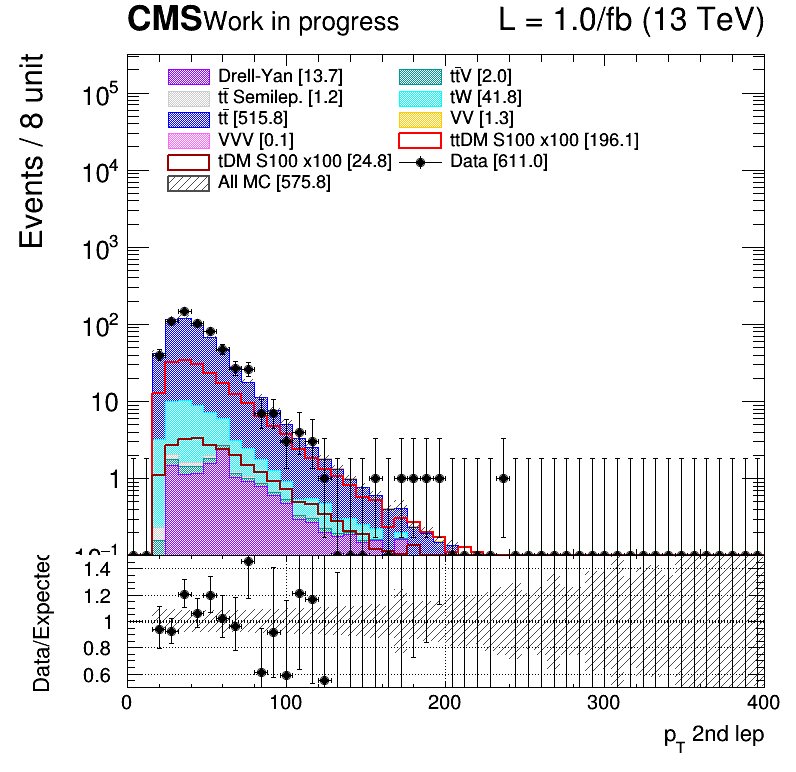 CMS Work in progress L = 1.0/fb (13 TeV)
Events / 8 unit
10⁵
10⁴
10³
10²
10
1
10⁻¹
Drell-Yan [13.7]
tt̄V [2.0]
tt̄ Semilep. [1.2]
tW [41.8]
tt̄ [515.8]
VV [1.3]
VVV [0.1]
ttDM S100 x100 [196.1]
tDM S100 x100 [24.8]
Data [611.0]
All MC [575.8]
Data/Expected
1.4
1.2
1
0.8
0.6
0 100 200 300 400
p_T 2nd lep